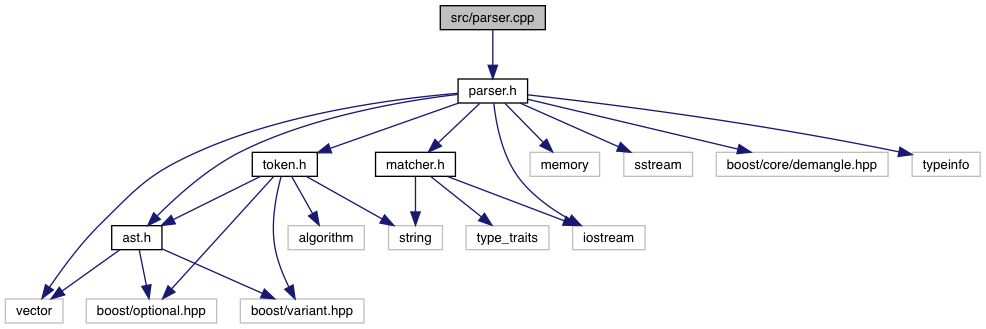 src/parser.cpp
parser.h
token.h
matcher.h
memory
sstream
boost/core/demangle.hpp
typeinfo
ast.h
algorithm
string
type_traits
iostream
vector
boost/optional.hpp
boost/variant.hpp